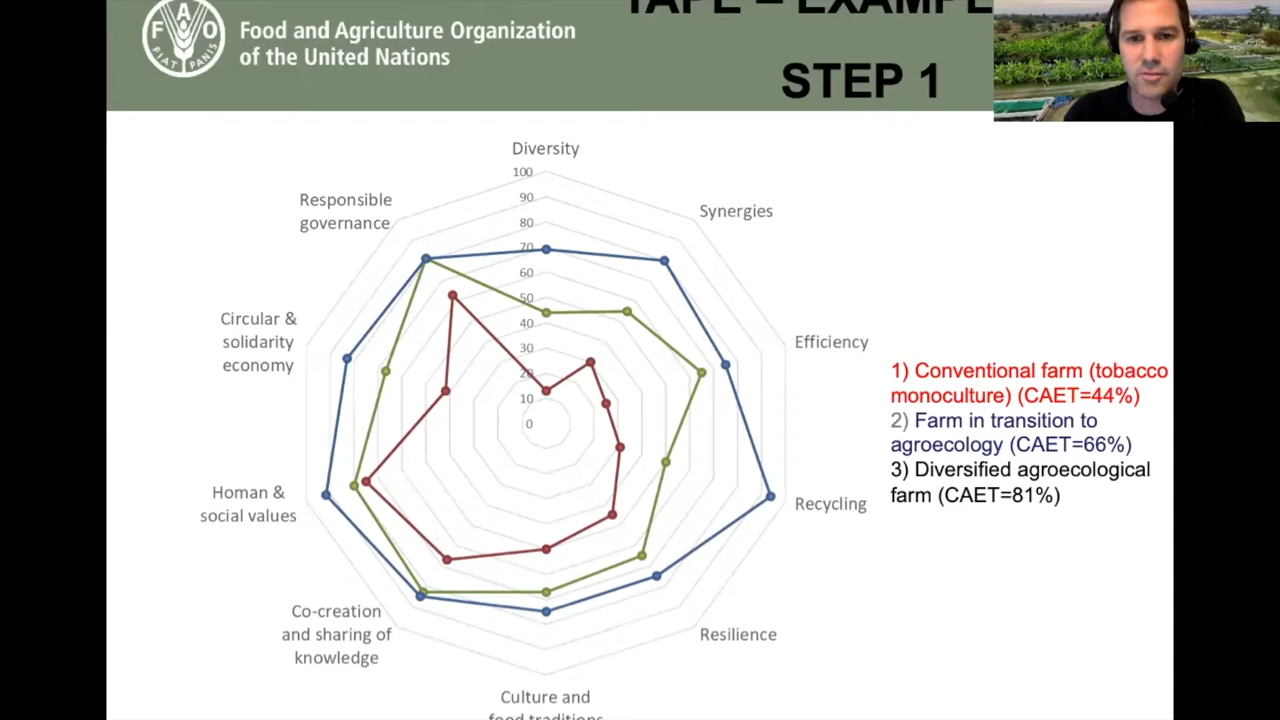 TAPE – EXAMPLE
STEP 1
F A O
FIAT PANIS
Food and Agriculture Organization
of the United Nations
Diversity
Synergies
Efficiency
Recycling
Resilience
Culture and
food traditions
Co-creation
and sharing of
knowledge
Human &
social values
Circular &
solidarity
economy
Responsible
governance
100
90
80
70
60
50
40
30
20
10
0
1) Conventional farm (tobacco
monoculture) (CAET=44%)
2) Farm in transition to
agroecology (CAET=66%)
3) Diversified agroecological
farm (CAET=81%)